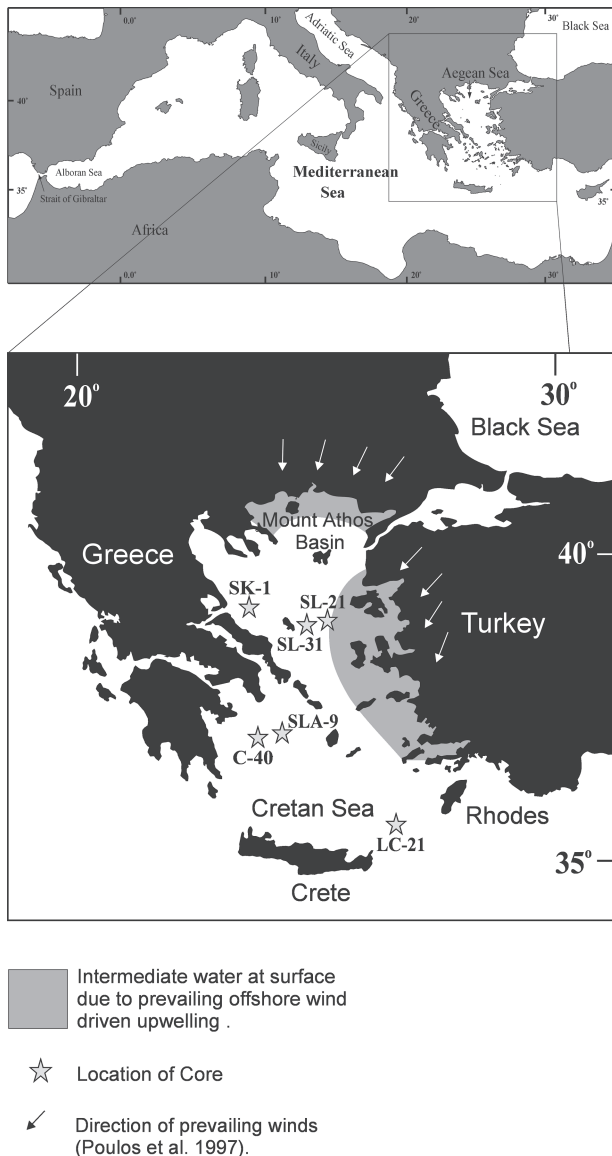 0.0°
10°
20°
30°
Black Sea
Adriatic Sea
Italy
Aegean Sea
Spain
40°
Greece
Sicily
Mediterranean
Sea
Alboran Sea
35°
35°
Strait of Gibraltar
Africa
0.0°
10°
20°
30°
20°
30°
Black Sea
Mount Athos
Basin
Greece
40°
SK-1
SL-21
Turkey
SL-31
SLA-9
C-40
Cretan Sea
Rhodes
LC-21
35°
Crete
Intermediate water at surface
due to prevailing offshore wind
driven upwelling .
Location of Core
Direction of prevailing winds
(Poulos et al. 1997).